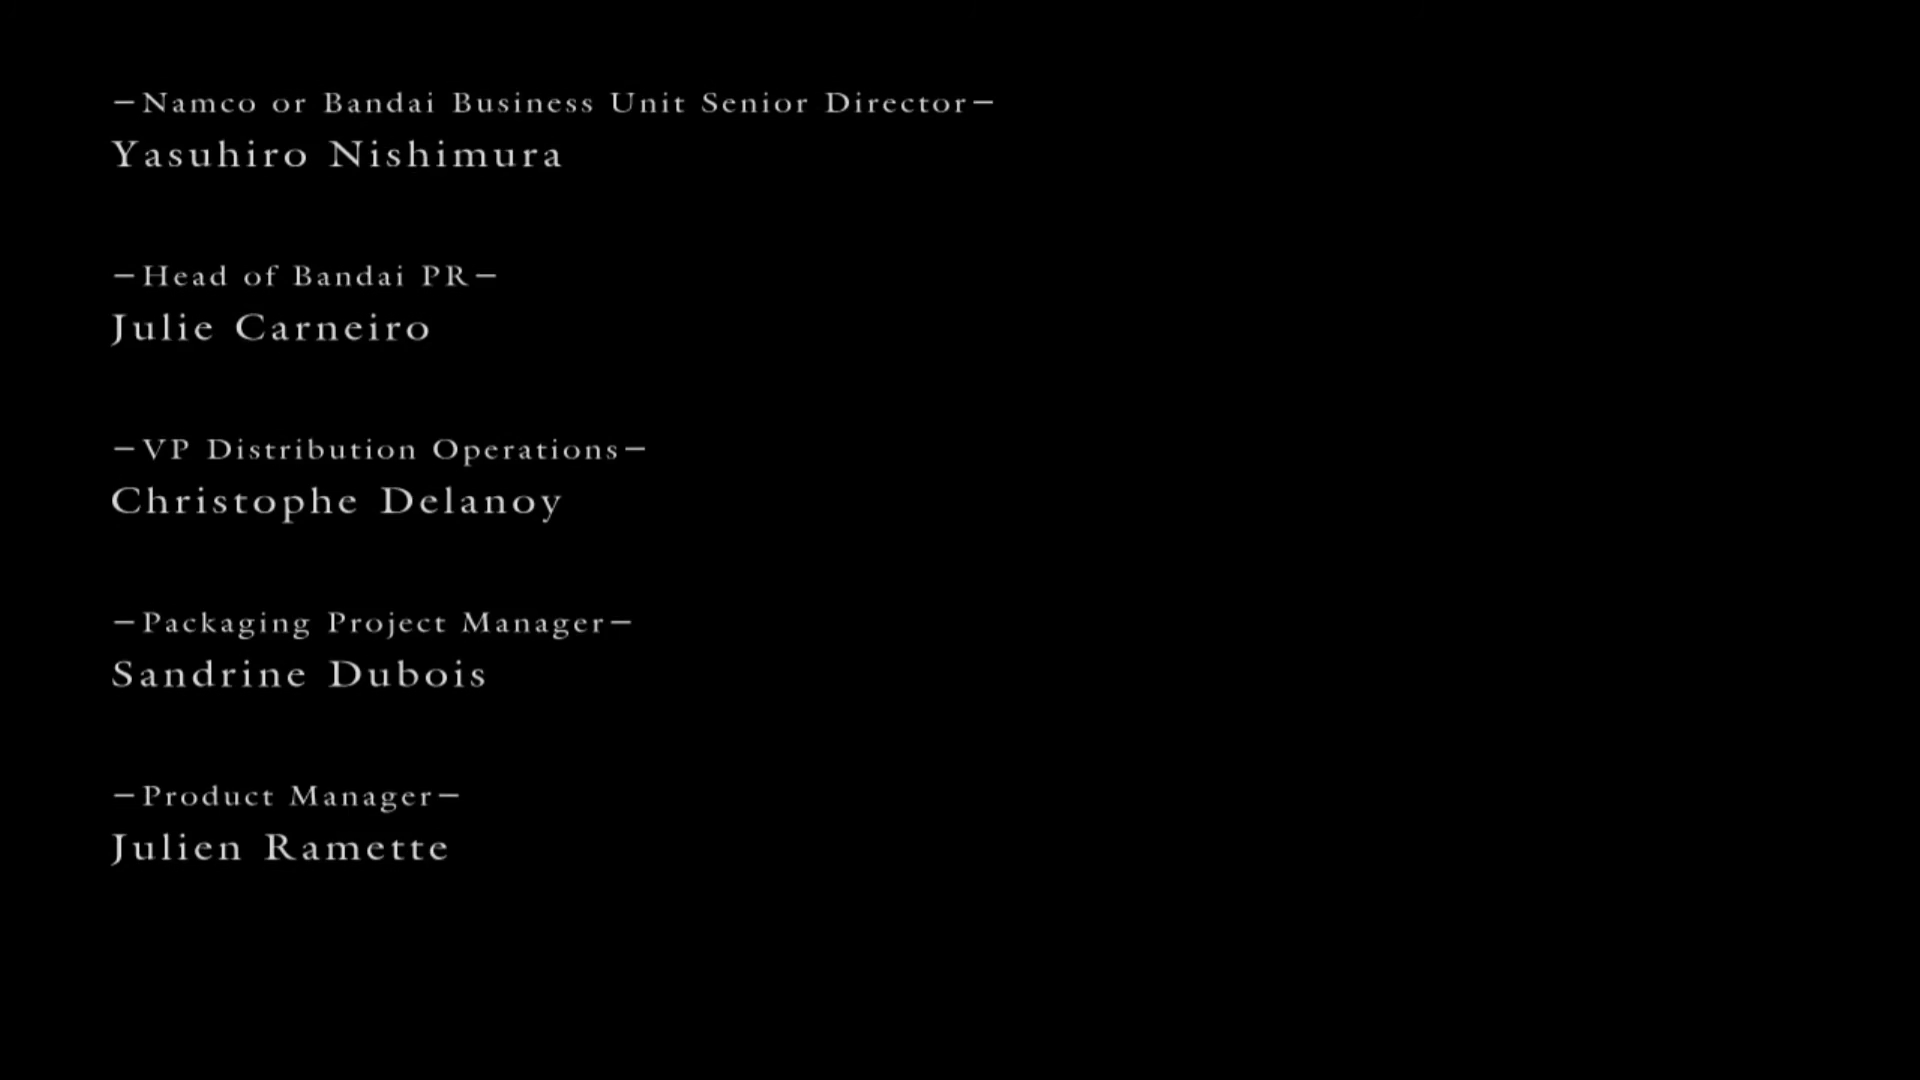 —Namco or Bandai Business Unit Senior Director—
Yasuhiro Nishimura
—Head of Bandai PR—
Julie Carneiro
—VP Distribution Operations—
Christophe Delanoy
—Packaging Project Manager—
Sandrine Dubois
—Product Manager—
Julien Ramette